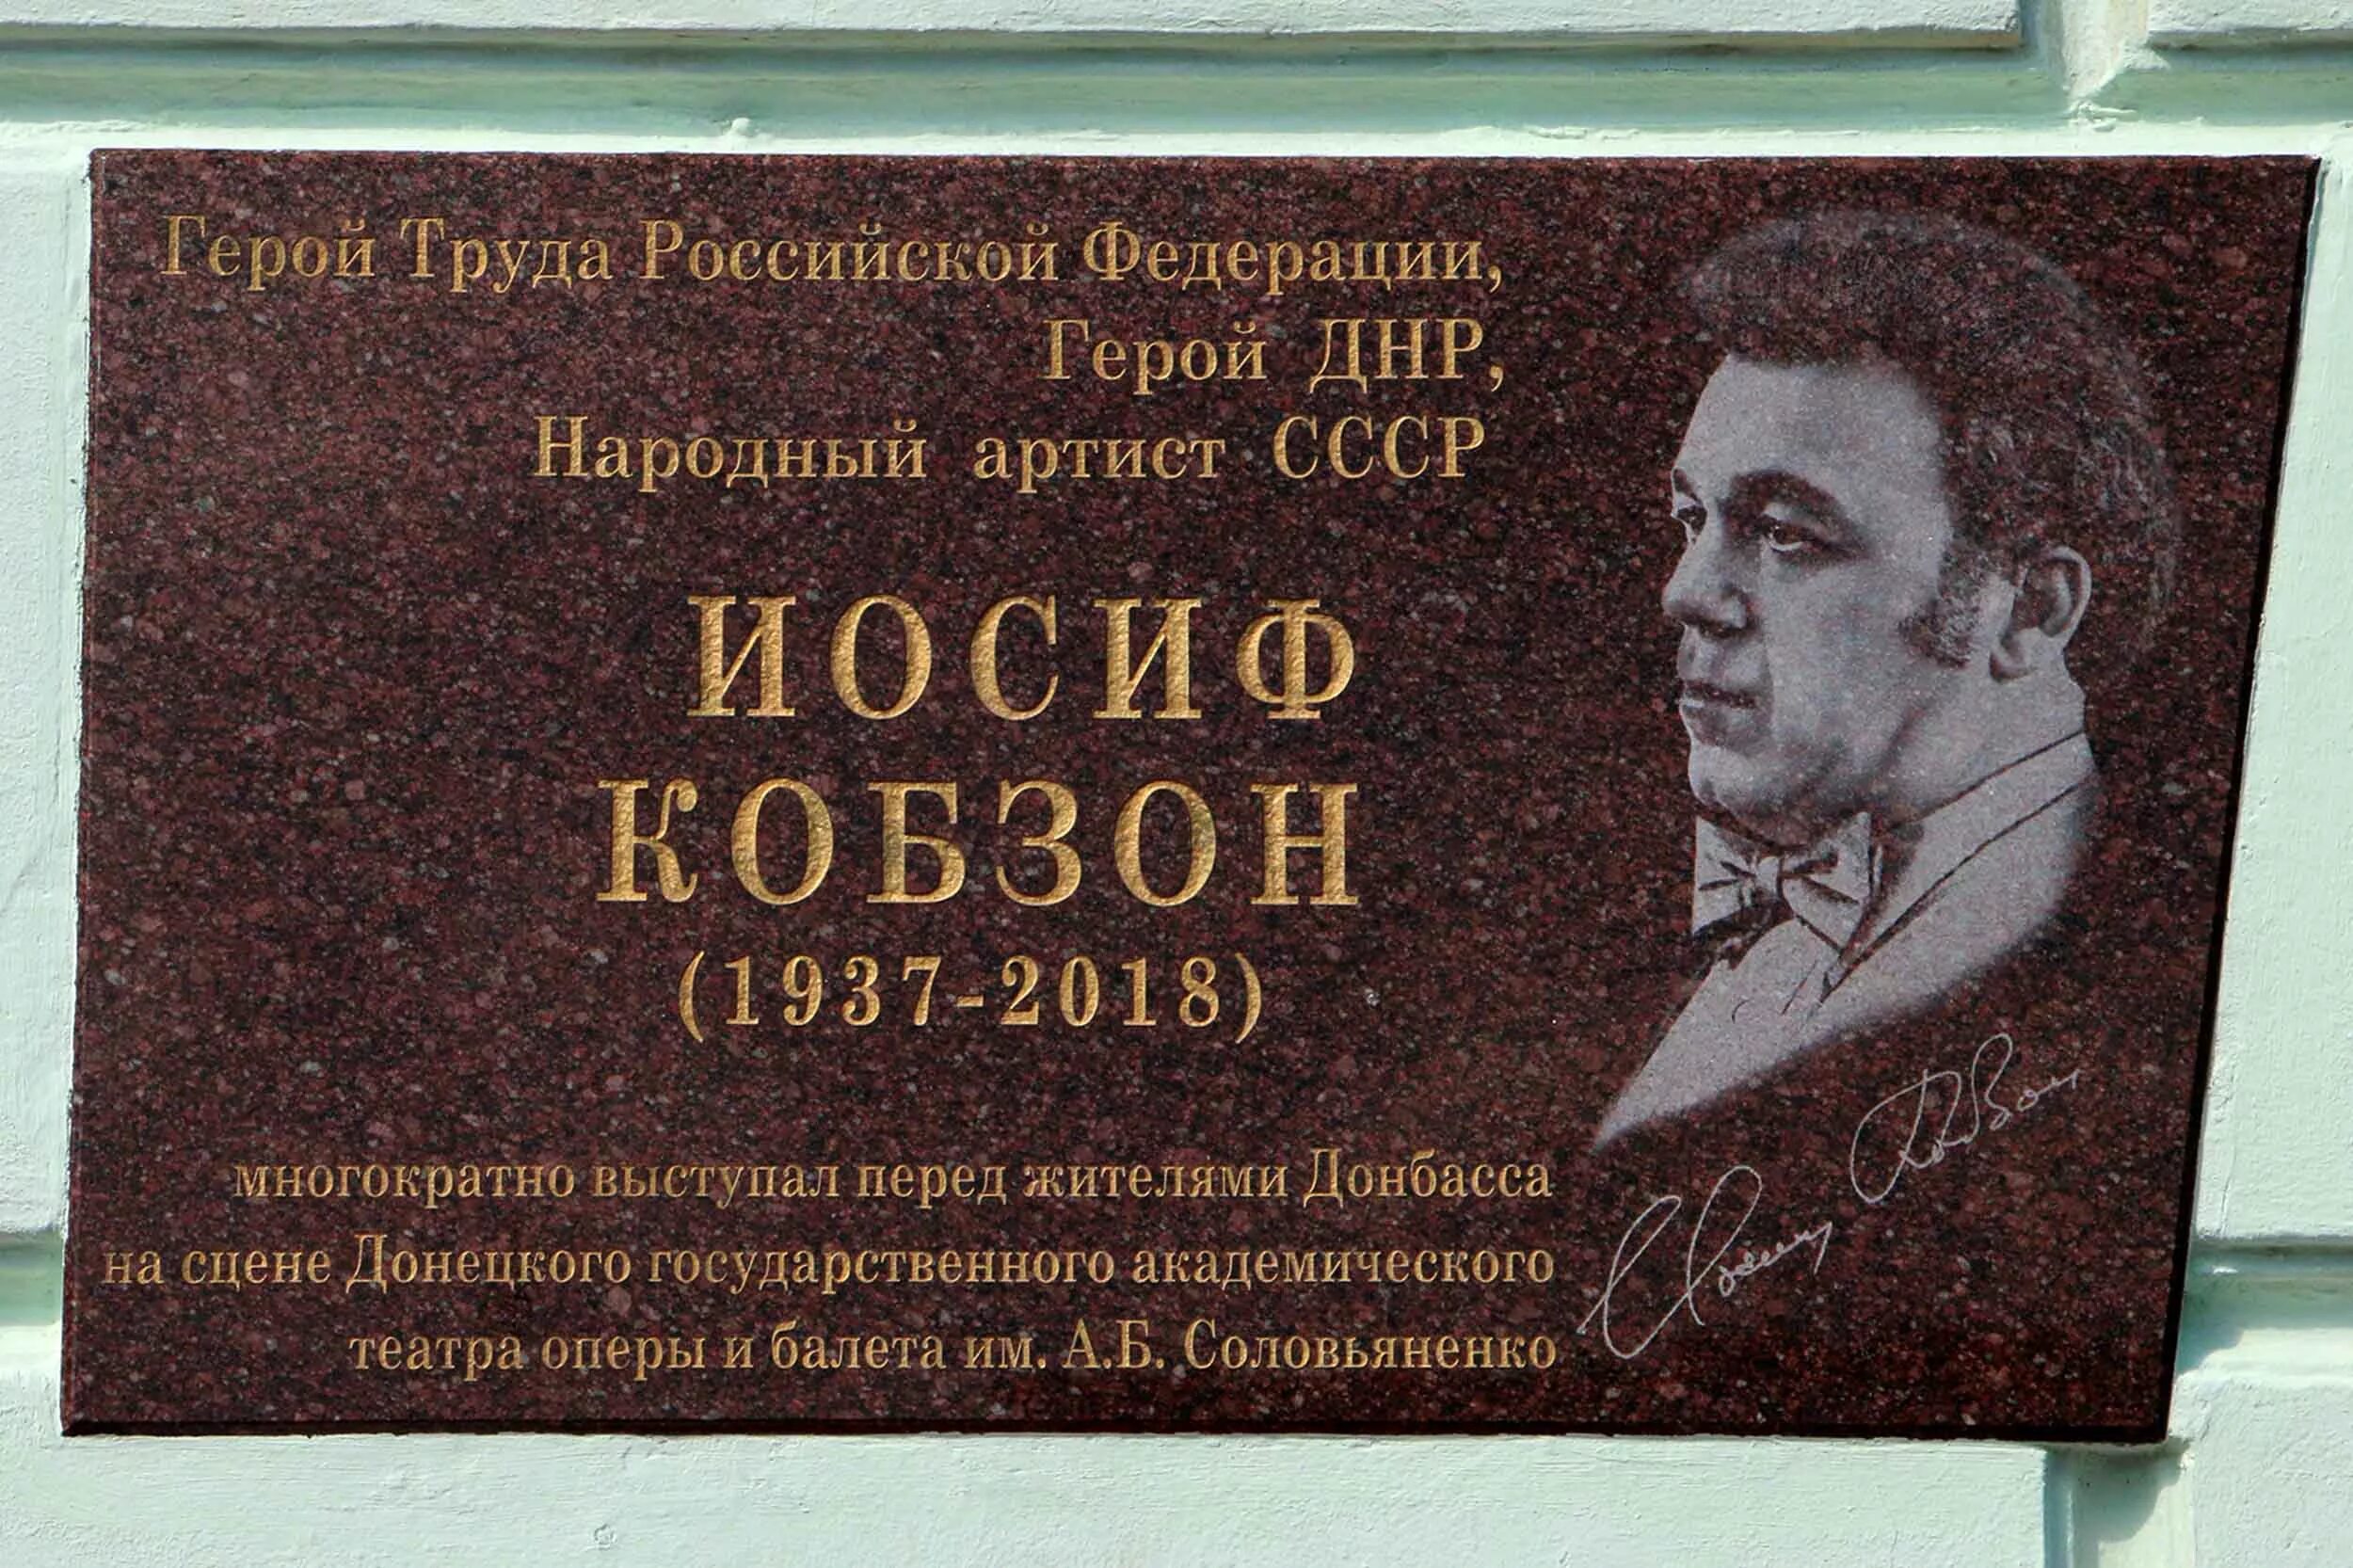 Герой Труда Российской Федерации,
Герой ДНР,
Народный артист СССР
ИОСИФ
КОБЗОН
(1937-2018)
многократно выступал перед жителями Донбасса
на сцене Донецкого государственного академического
театра оперы и балета им. А.Б. Соловьяненко